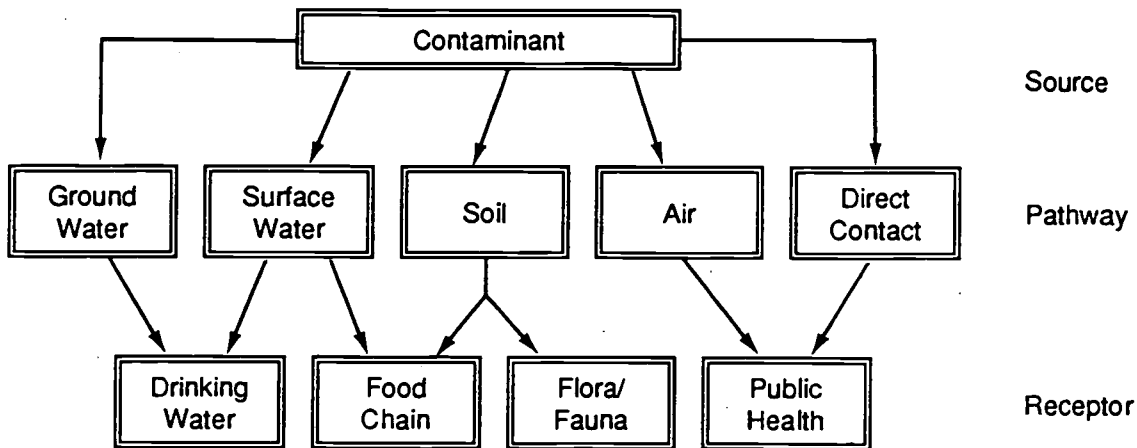 Contaminant
Source
Ground
Water
Surface
Water
Soil
Air
Direct
Contact
Pathway
Drinking
Water
Food
Chain
Flora/
Fauna
Public
Health
Receptor